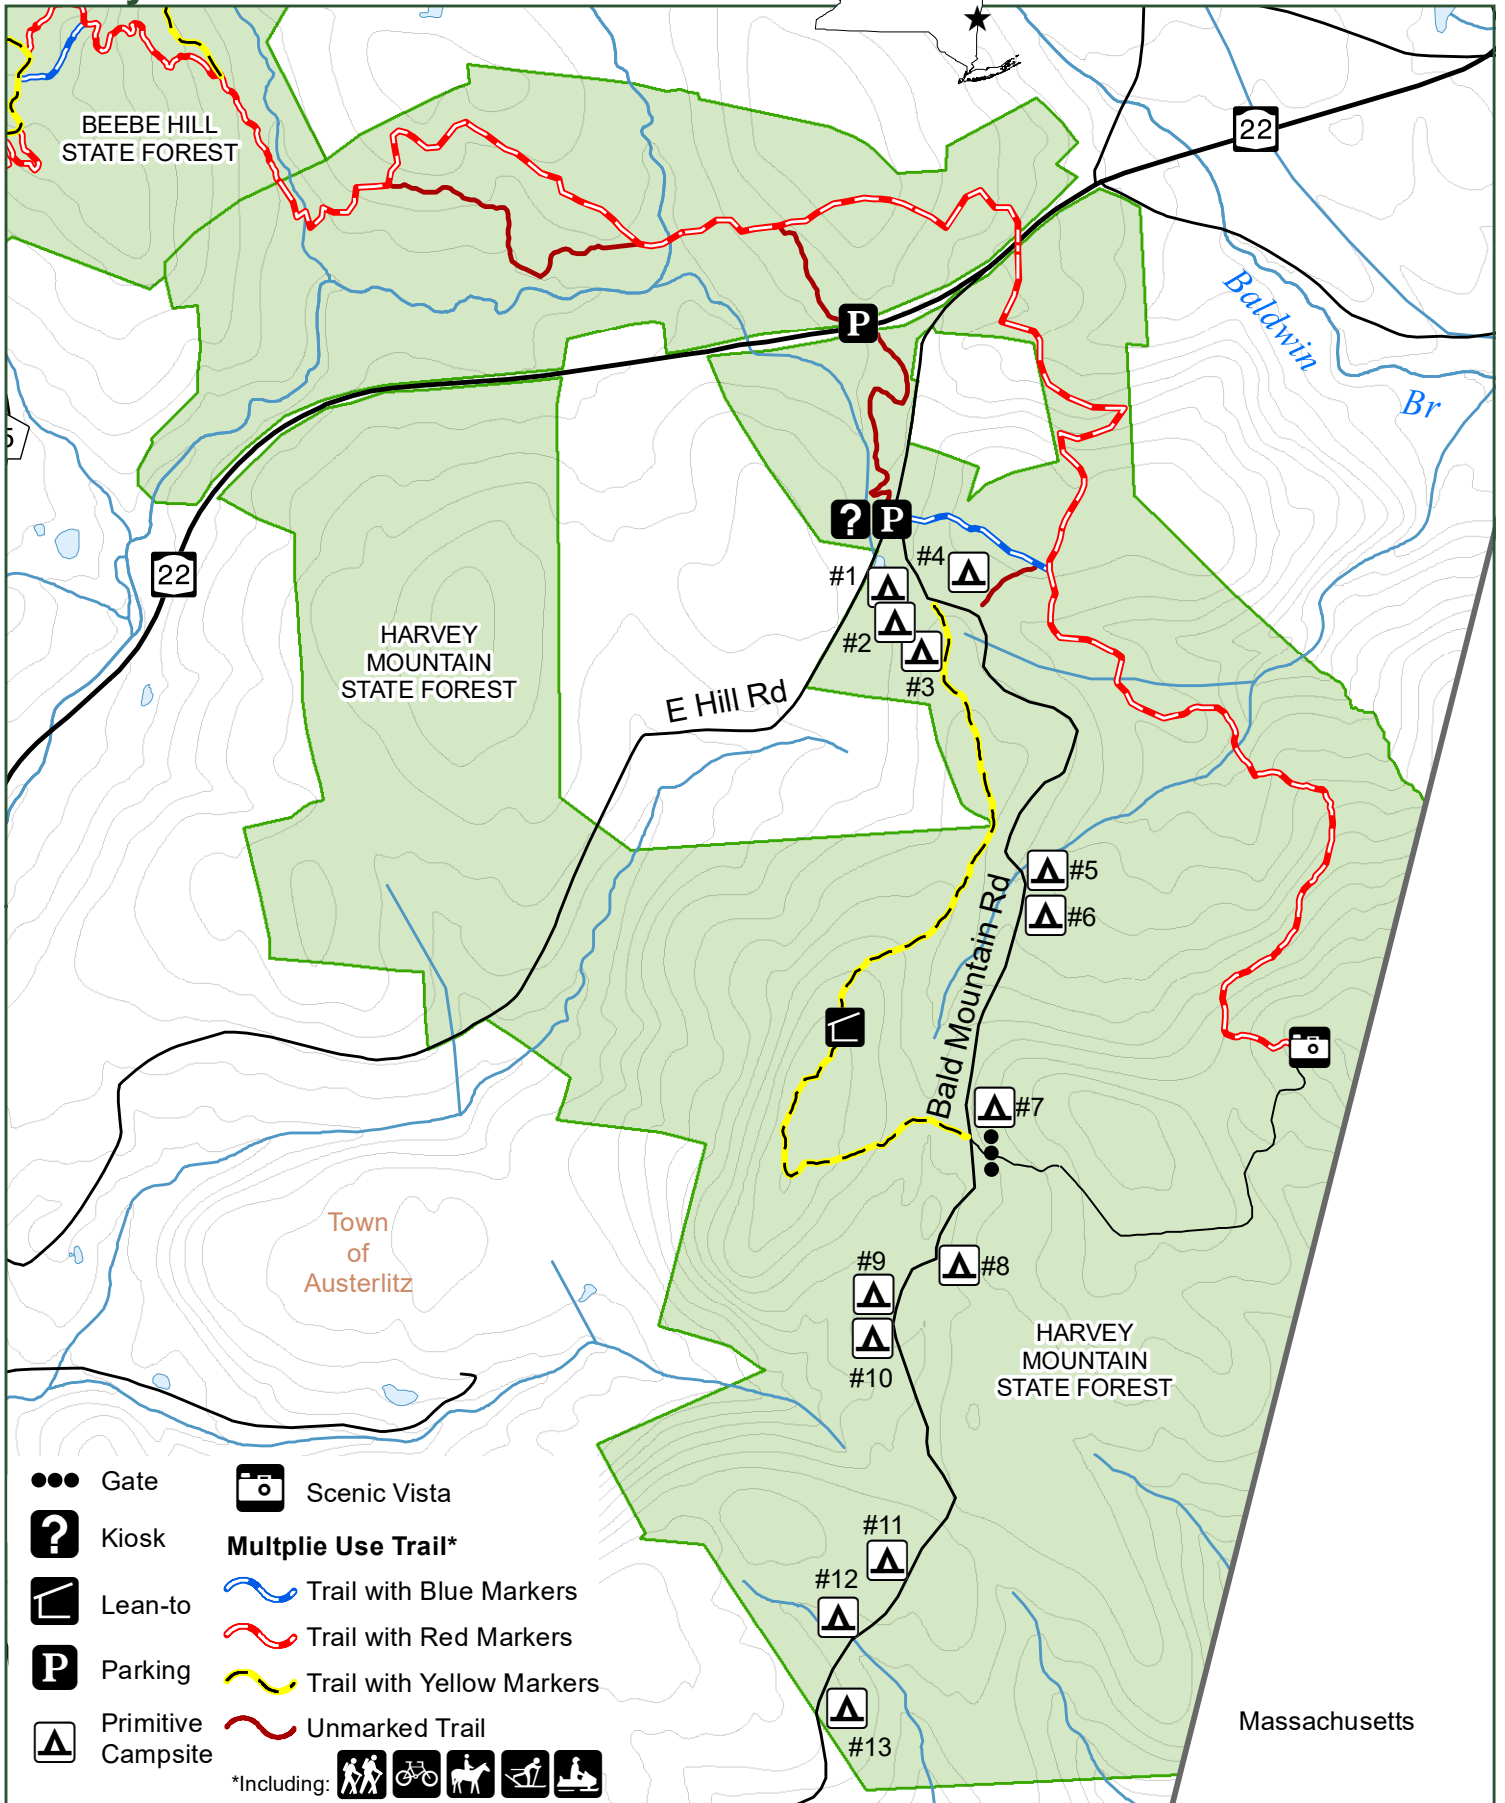 BEEBE HILL
STATE FOREST
22
Baldwin
Br
P
?
P
#4
#1
#2
#3
22
HARVEY
MOUNTAIN
STATE FOREST
E Hill Rd
#5
#6
Bald Mountain Rd
#7
Town
of
Austerlitz
#8
#9
#10
HARVEY
MOUNTAIN
STATE FOREST
#11
#12
#13
Massachusetts
Gate
? Kiosk
Lean-to
P Parking
Primitive
Campsite
Scenic Vista
Multplie Use Trail*
Trail with Blue Markers
Trail with Red Markers
Trail with Yellow Markers
Unmarked Trail
*Including: